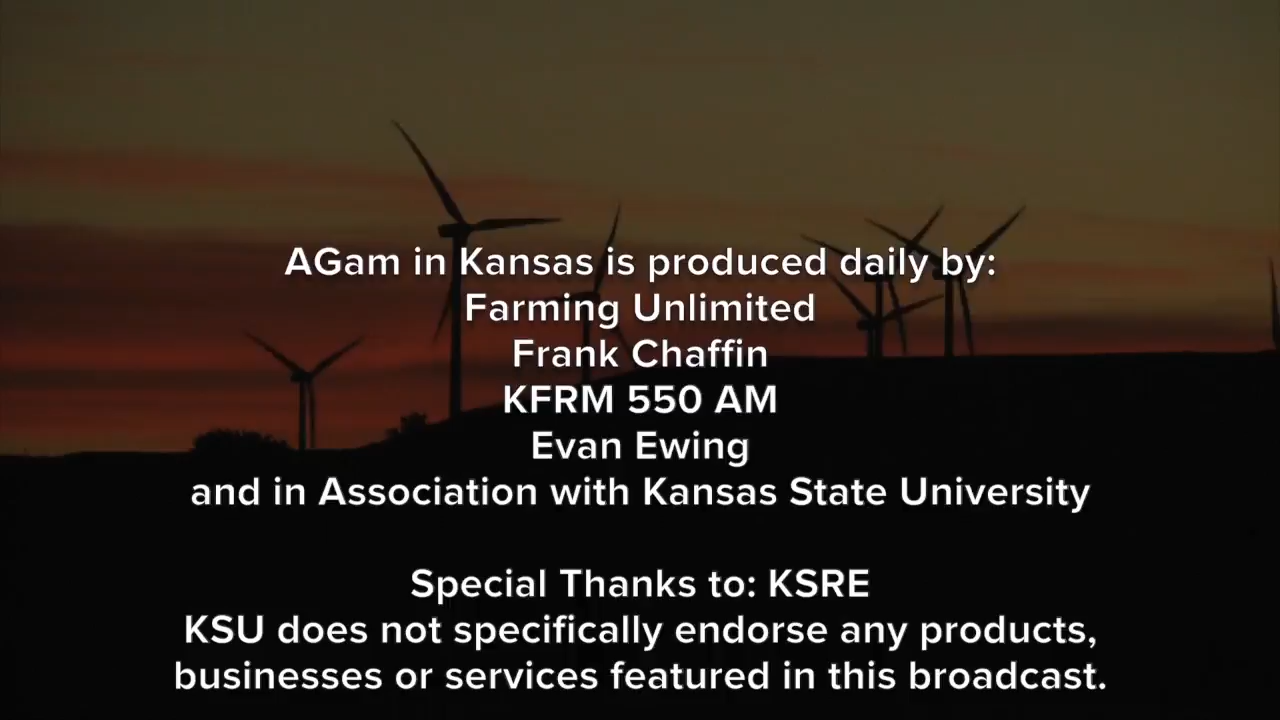 AGam in Kansas is produced daily by:
Farming Unlimited
Frank Chaffin
KFRM 550 AM
Evan Ewing
and in Association with Kansas State University
Special Thanks to: KSRE
KSU does not specifically endorse any products,
businesses or services featured in this broadcast.